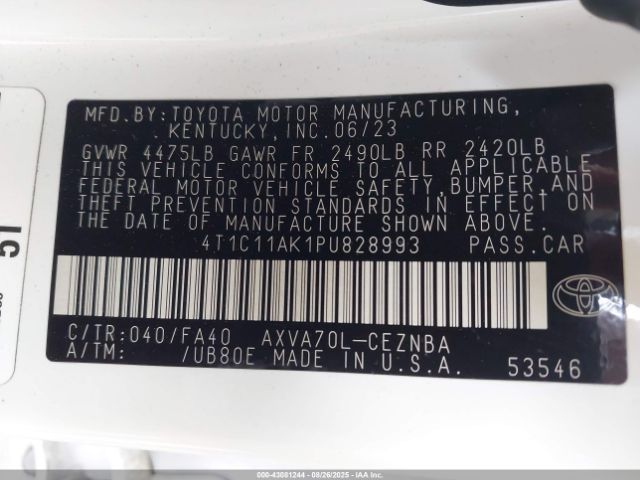 MFD.BY:TOYOTA MOTOR MANUFACTURING,
KENTUCKY,INC.06/23
GVWR 4475LB GAWR FR 2490LB RR 2420LB
THIS VEHICLE CONFORMS TO ALL APPLICABLE
FEDERAL MOTOR VEHICLE SAFETY,BUMPER,AND
THEFT PREVENTION STANDARDS IN EFFECT ON
THE DATE OF MANUFACTURE SHOWN ABOVE.
4T1C11AK1PU828993 PASS.CAR
C/TR:040/FA40 AXVA70L-CEZNBA
A/TM: /UB80E MADE IN U.S.A.
53546
LC
000-43081244 - 08/26/2025 - IAA, Inc.